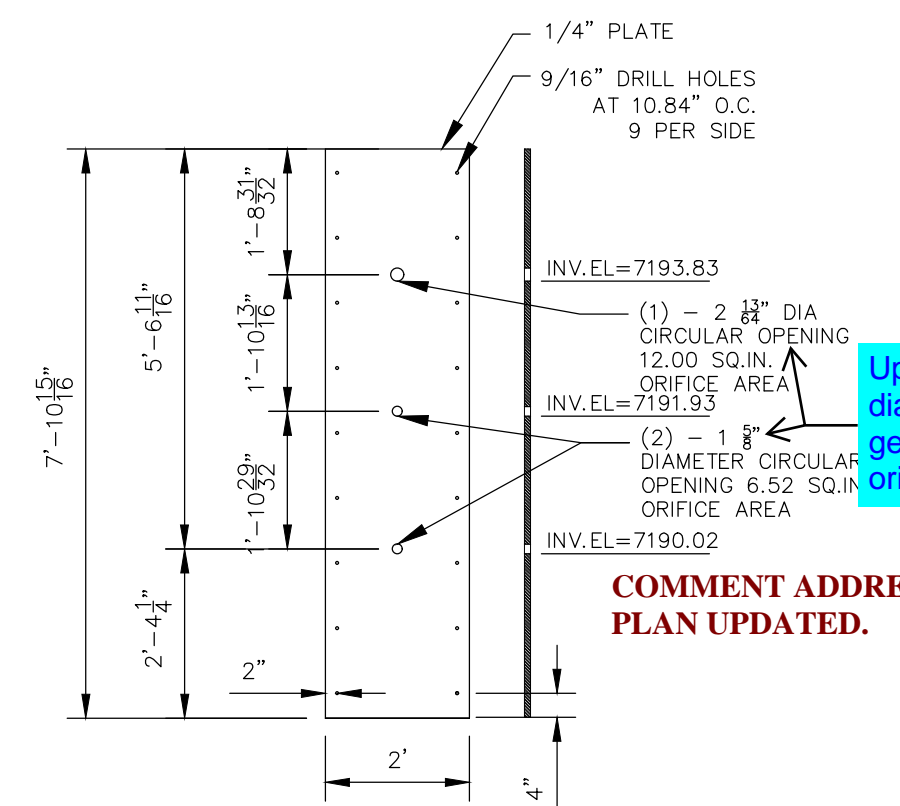 1/4" PLATE
9/16" DRILL HOLES
AT 10.84" O.C.
9 PER SIDE
7'-10 15/16"
5'-6 11/16"
2'-4 1/4"
1'-8 31/32"
1'-10 13/16"
1'-10 29/32"
INV.EL=7193.83
(1) - 2 13/64" DIA
CIRCULAR OPENING
12.00 SQ.IN.
ORIFICE AREA
INV.EL=7191.93
(2) - 1 5/8"
DIAMETER CIRCULAR
OPENING 6.52 SQ.IN
ORIFICE AREA
INV.EL=7190.02
COMMENT ADDRE
PLAN UPDATED.
2"
2'
4"